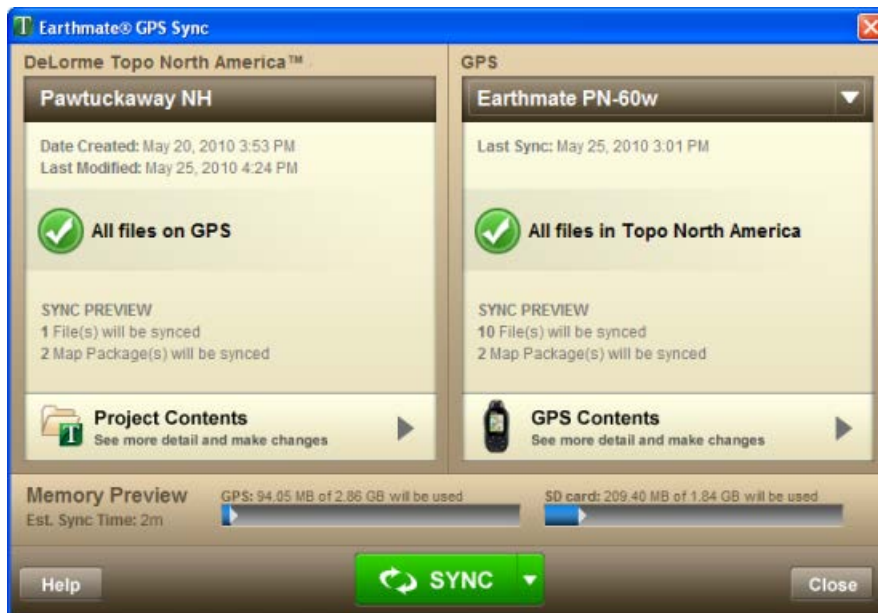 Earthmate® GPS Sync
DeLorme Topo North America™
Pawtuckaway NH
Date Created: May 20, 2010 3:53 PM
Last Modified: May 25, 2010 4:24 PM
All files on GPS
SYNC PREVIEW
1 File(s) will be synced
2 Map Package(s) will be synced
Project Contents
See more detail and make changes
GPS
Earthmate PN-60w
Last Sync: May 25, 2010 3:01 PM
All files in Topo North America
SYNC PREVIEW
10 File(s) will be synced
2 Map Package(s) will be synced
GPS Contents
See more detail and make changes
Memory Preview
Est. Sync Time: 2m
GPS: 94.05 MB of 2.86 GB will be used
SD card: 209.40 MB of 1.84 GB will be used
Help
SYNC
Close